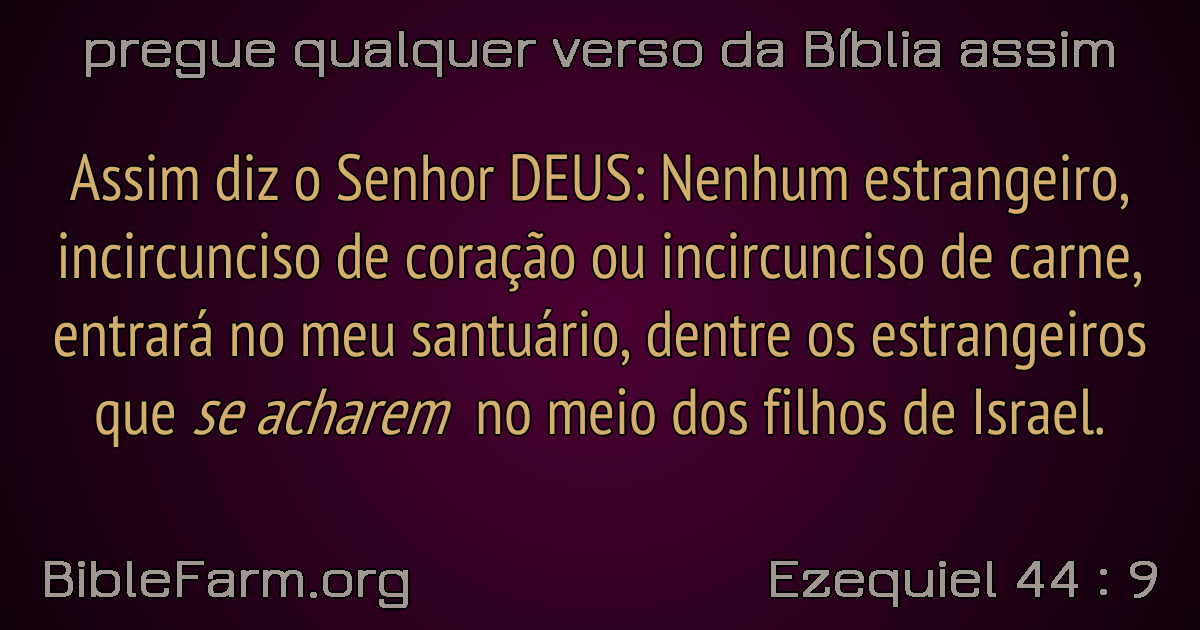 pregue qualquer verso da Bíblia assim
Assim diz o Senhor DEUS: Nenhum estrangeiro,
incircunciso de coração ou incircunciso de carne,
entrará no meu santuário, dentre os estrangeiros
que se acharem no meio dos filhos de Israel.
BibleFarm.org
Ezequiel 44 : 9